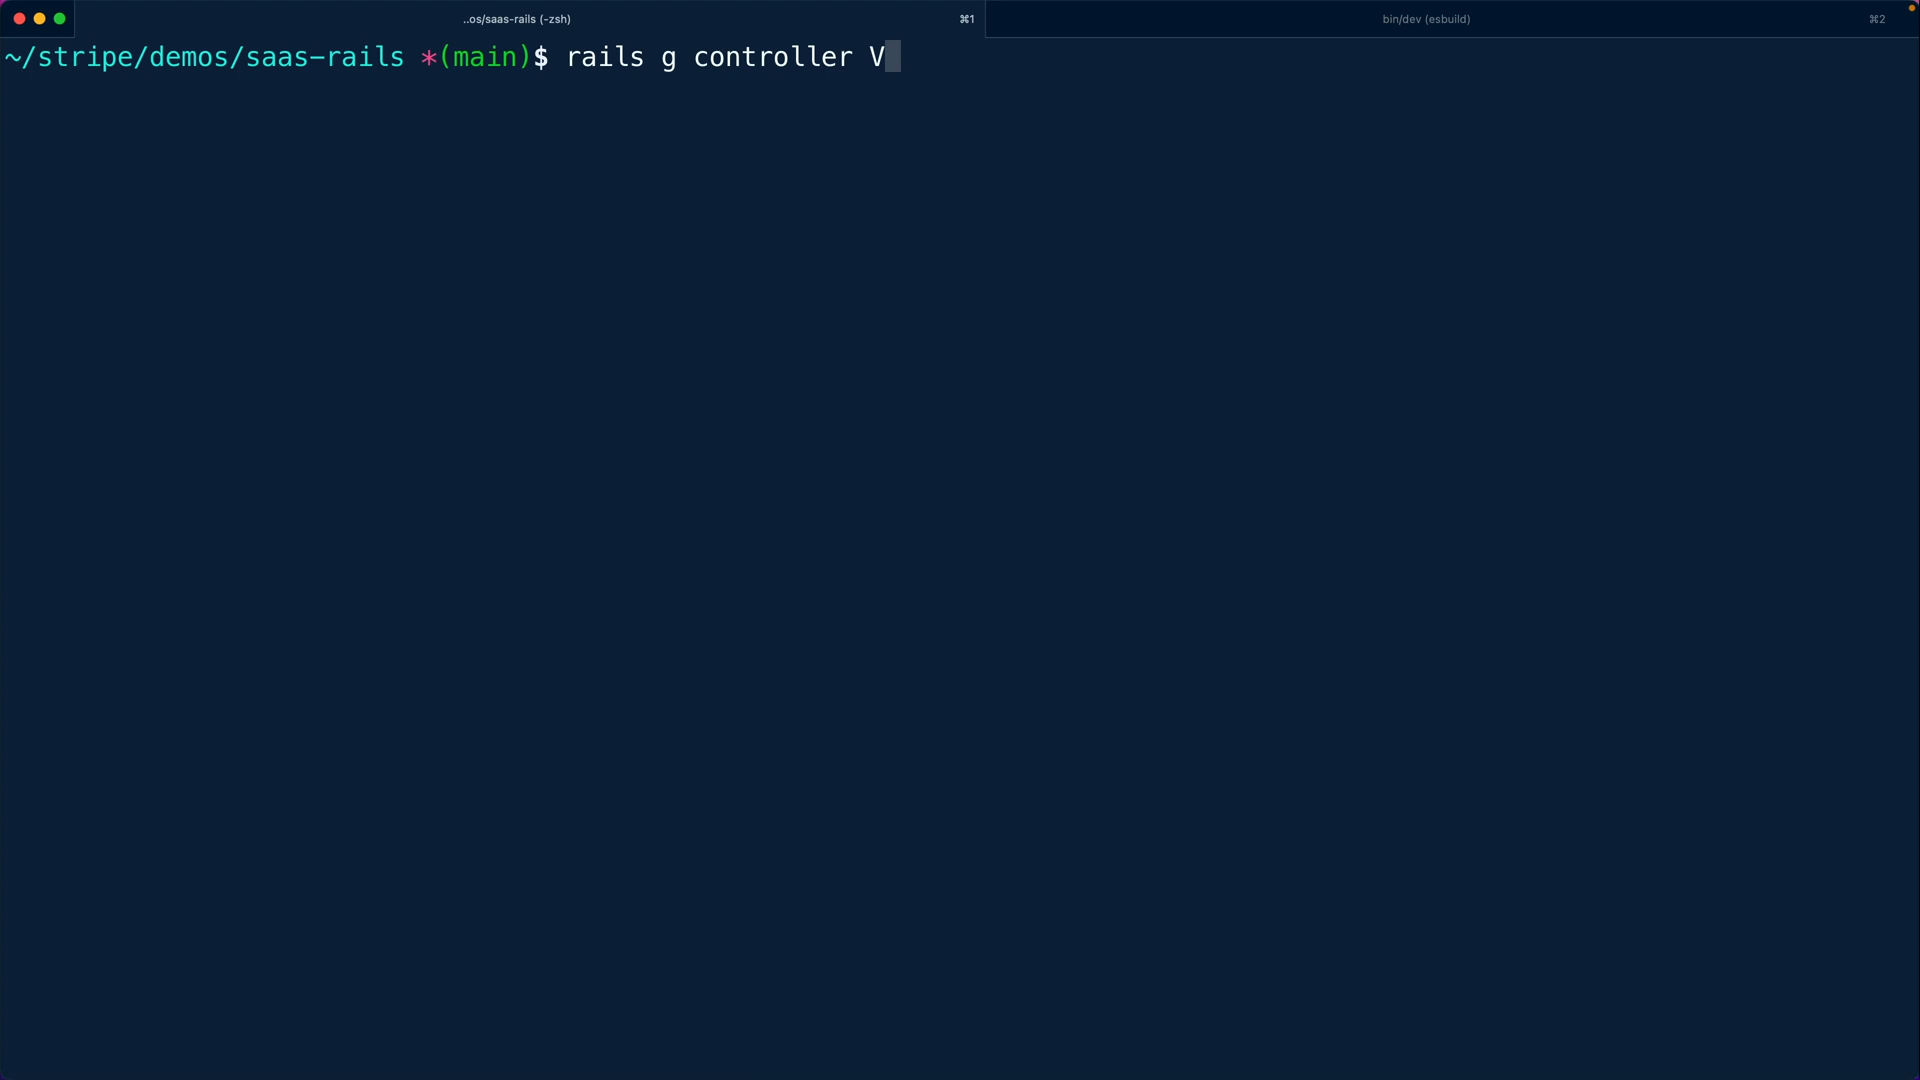 ..os/saas-rails (-zsh) ⌘1 bin/dev (esbuild) ⌘2
~/stripe/demos/saas-rails *(main)$ rails g controller V